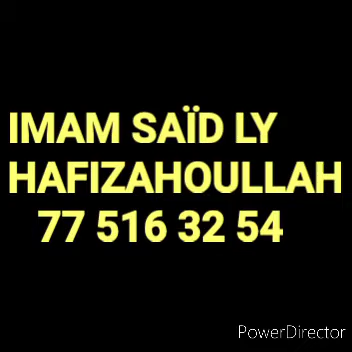 IMAM SAÏD LY
HAFIZAHOULLAH
77 516 32 54
PowerDirector